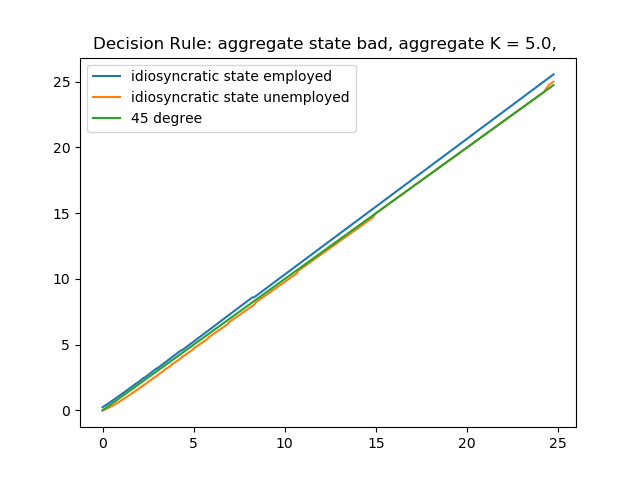 Decision Rule: aggregate state bad, aggregate K = 5.0,
idiosyncratic state employed
idiosyncratic state unemployed
45 degree
25
20
15
10
5
0
0 5 10 15 20 25